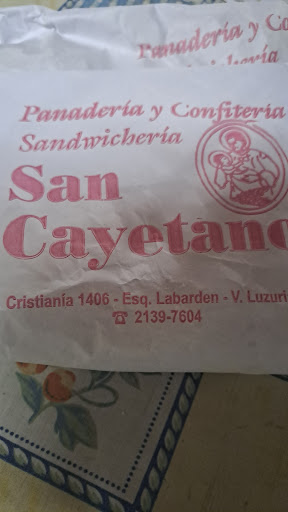 Panadería y Co
Panadería y Confitería
Sandwichería
San
Cayetano
Cristianía 1406 - Esq. Labarden - V. Luzuri
☎ 2139-7604